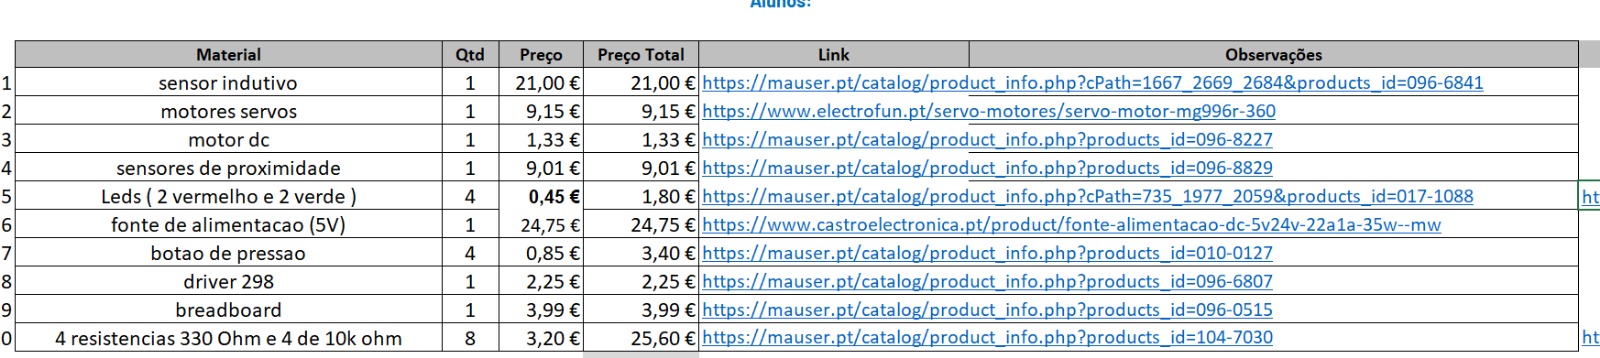 Alunos:
Material Qtd Preço Preço Total Link Observações
1 sensor indutivo 1 21,00 € 21,00 € https://mauser.pt/catalog/product_info.php?cPath=1667_2669_2684&products_id=096-6841
2 motores servos 1 9,15 € 9,15 € https://www.electrofun.pt/servo-motores/servo-motor-mg996r-360
3 motor dc 1 1,33 € 1,33 € https://mauser.pt/catalog/product_info.php?products_id=096-8227
4 sensores de proximidade 1 9,01 € 9,01 € https://mauser.pt/catalog/product_info.php?products_id=096-8829
5 Leds ( 2 vermelho e 2 verde ) 4 0,45 € 1,80 € https://mauser.pt/catalog/product_info.php?cPath=735_1977_2059&products_id=017-1088 ht
6 fonte de alimentacao (5V) 1 24,75 € 24,75 € https://www.castroelectronica.pt/product/fonte-alimentacao-dc-5v24v-22a1a-35w--mw
7 botao de pressao 4 0,85 € 3,40 € https://mauser.pt/catalog/product_info.php?products_id=010-0127
8 driver 298 1 2,25 € 2,25 € https://mauser.pt/catalog/product_info.php?products_id=096-6807
9 breadboard 1 3,99 € 3,99 € https://mauser.pt/catalog/product_info.php?products_id=096-0515
0 4 resistencias 330 Ohm e 4 de 10k ohm 8 3,20 € 25,60 € https://mauser.pt/catalog/product_info.php?products_id=104-7030 ht